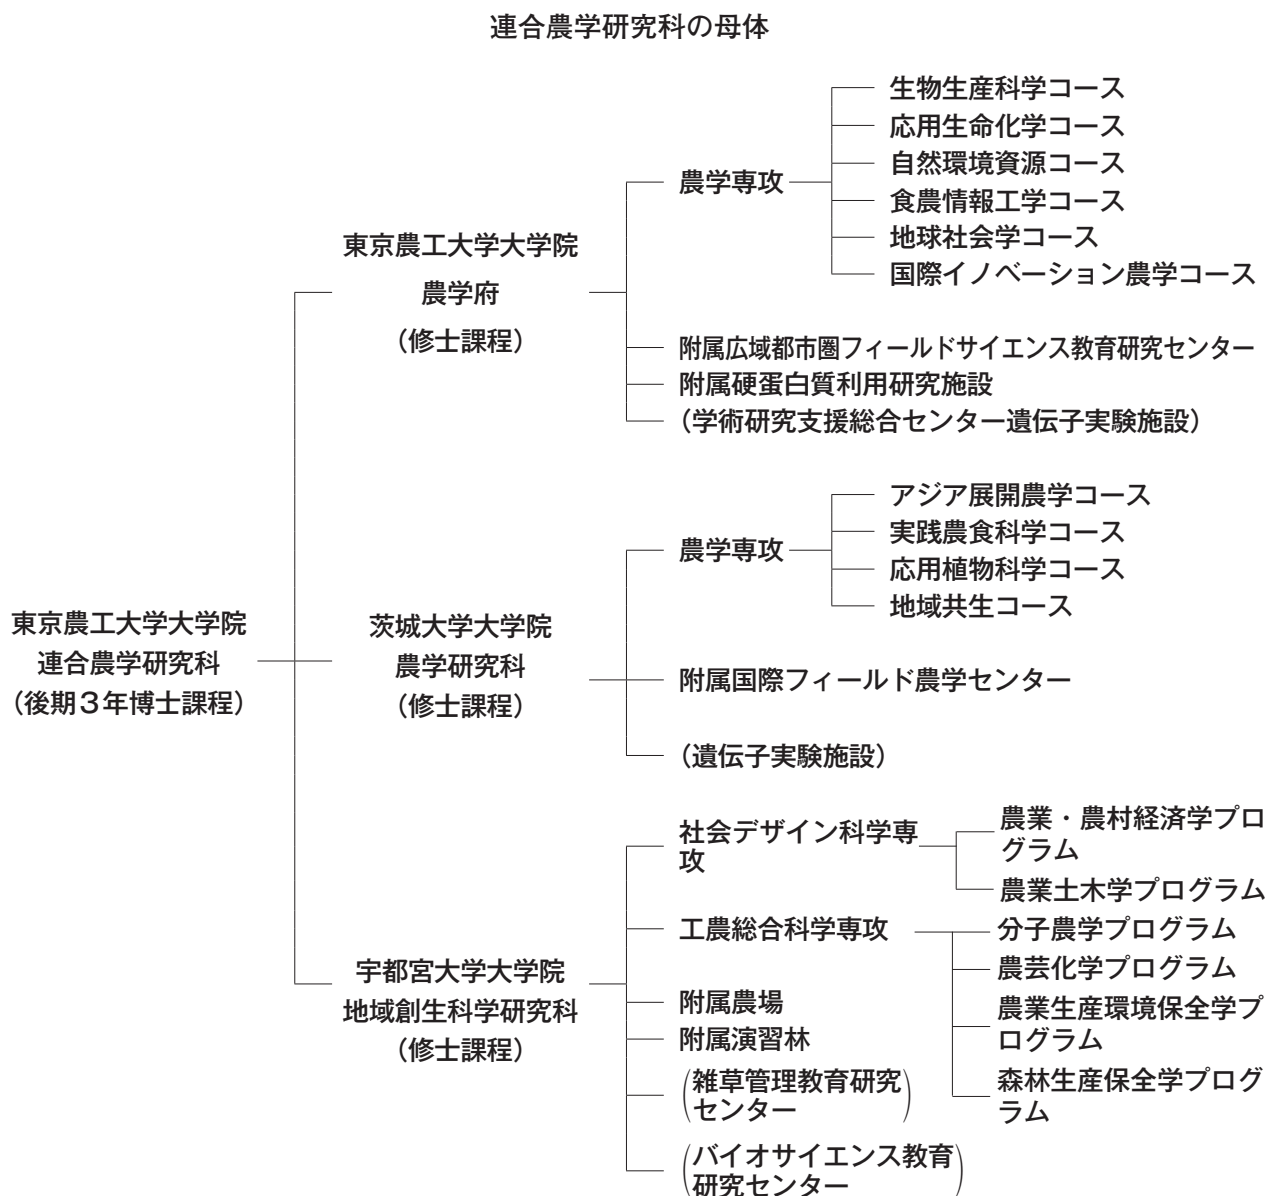 連合農学研究科の母体
東京農工大学大学院
連合農学研究科
（後期３年博士課程）
東京農工大学大学院
農学府
（修士課程）
農学専攻
生物生産科学コース
応用生命化学コース
自然環境資源コース
食農情報工学コース
地球社会学コース
国際イノベーション農学コース
附属広域都市圏フィールドサイエンス教育研究センター
附属硬蛋白質利用研究施設
（学術研究支援総合センター遺伝子実験施設）
茨城大学大学院
農学研究科
（修士課程）
農学専攻
アジア展開農学コース
実践農食科学コース
応用植物科学コース
地域共生コース
附属国際フィールド農学センター
（遺伝子実験施設）
宇都宮大学大学院
地域創生科学研究科
（修士課程）
社会デザイン科学専
攻
農業・農村経済学プロ
グラム
農業土木学プログラム
工農総合科学専攻
分子農学プログラム
農芸化学プログラム
農業生産環境保全学プ
ログラム
森林生産保全学プログ
ラム
附属農場
附属演習林
（雑草管理教育研究
センター）
（バイオサイエンス教育
研究センター）